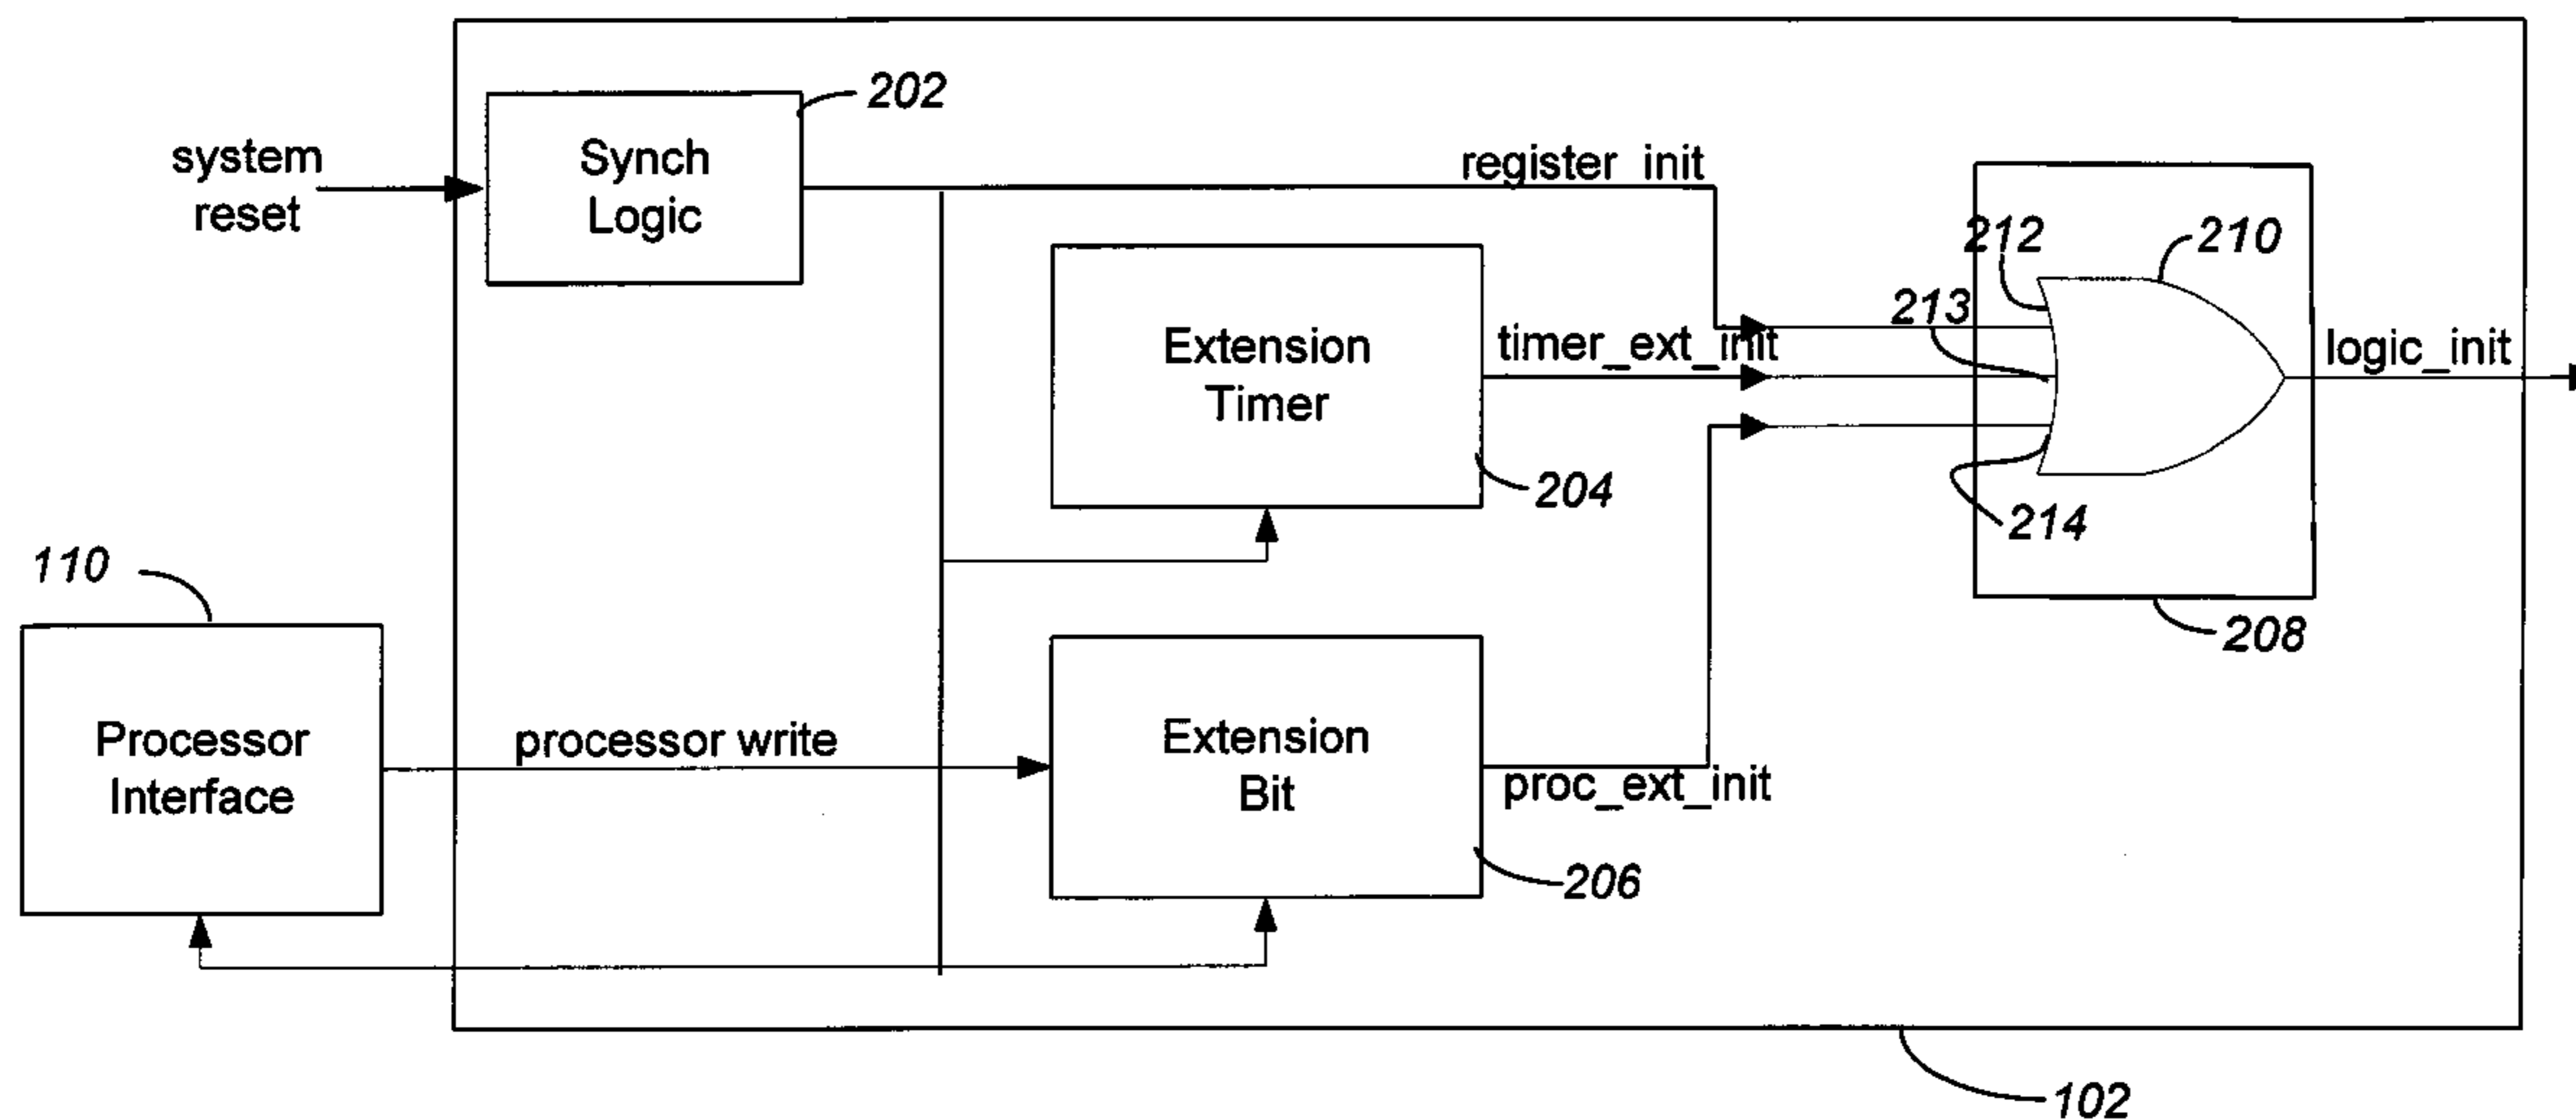 202
system
reset
Synch
Logic
register_init
212
210
213
Extension
Timer
timer_ext_init
logic_init
204
214
110
208
Processor
Interface
processor write
Extension
Bit
proc_ext_init
206
102